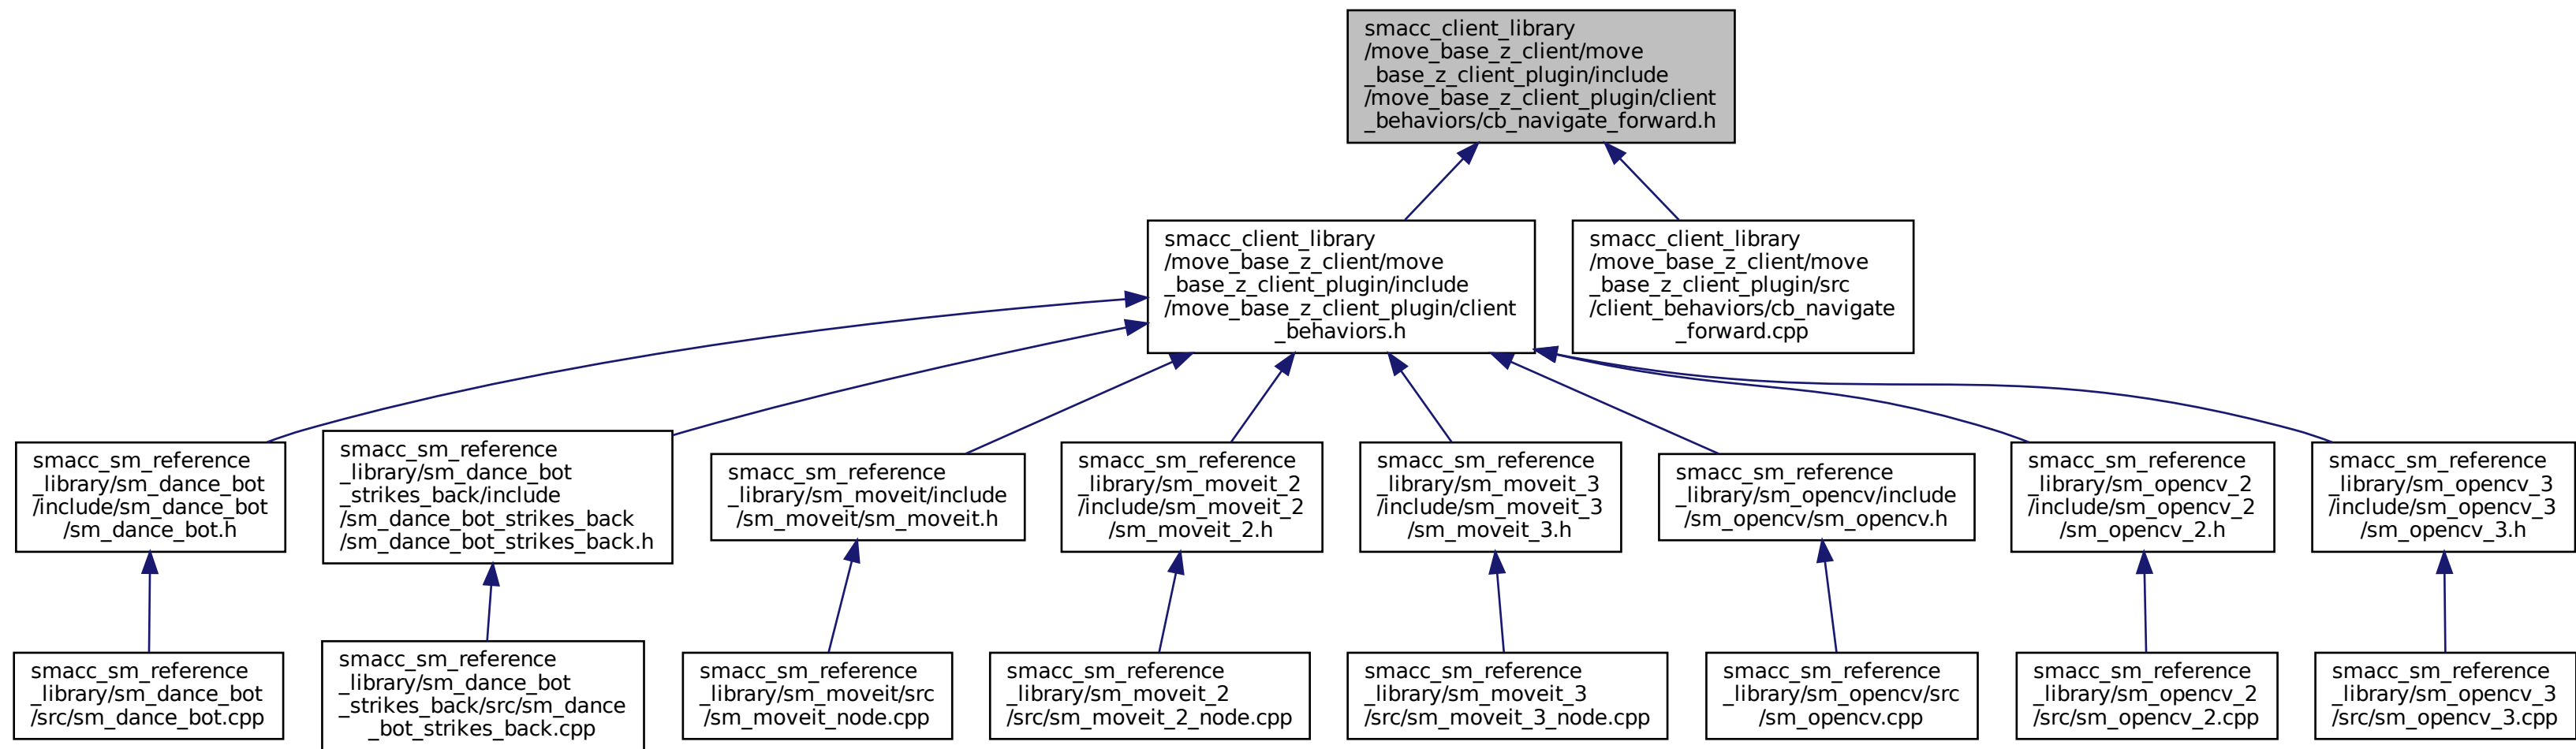 smacc_client_library
/move_base_z_client/move
_base_z_client_plugin/include
/move_base_z_client_plugin/client
_behaviors/cb_navigate_forward.h
smacc_client_library
/move_base_z_client/move
_base_z_client_plugin/include
/move_base_z_client_plugin/client
_behaviors.h
smacc_client_library
/move_base_z_client/move
_base_z_client_plugin/src
/client_behaviors/cb_navigate
_forward.cpp
smacc_sm_reference
_library/sm_dance_bot
/include/sm_dance_bot
/sm_dance_bot.h
smacc_sm_reference
_library/sm_dance_bot
_strikes_back/include
/sm_dance_bot_strikes_back
/sm_dance_bot_strikes_back.h
smacc_sm_reference
_library/sm_moveit/include
/sm_moveit/sm_moveit.h
smacc_sm_reference
_library/sm_moveit_2
/include/sm_moveit_2
/sm_moveit_2.h
smacc_sm_reference
_library/sm_moveit_3
/include/sm_moveit_3
/sm_moveit_3.h
smacc_sm_reference
_library/sm_opencv/include
/sm_opencv/sm_opencv.h
smacc_sm_reference
_library/sm_opencv_2
/include/sm_opencv_2
/sm_opencv_2.h
smacc_sm_reference
_library/sm_opencv_3
/include/sm_opencv_3
/sm_opencv_3.h
smacc_sm_reference
_library/sm_dance_bot
/src/sm_dance_bot.cpp
smacc_sm_reference
_library/sm_dance_bot
_strikes_back/src/sm_dance
_bot_strikes_back.cpp
smacc_sm_reference
_library/sm_moveit/src
/sm_moveit_node.cpp
smacc_sm_reference
_library/sm_moveit_2
/src/sm_moveit_2_node.cpp
smacc_sm_reference
_library/sm_moveit_3
/src/sm_moveit_3_node.cpp
smacc_sm_reference
_library/sm_opencv/src
/sm_opencv.cpp
smacc_sm_reference
_library/sm_opencv_2
/src/sm_opencv_2.cpp
smacc_sm_reference
_library/sm_opencv_3
/src/sm_opencv_3.cpp